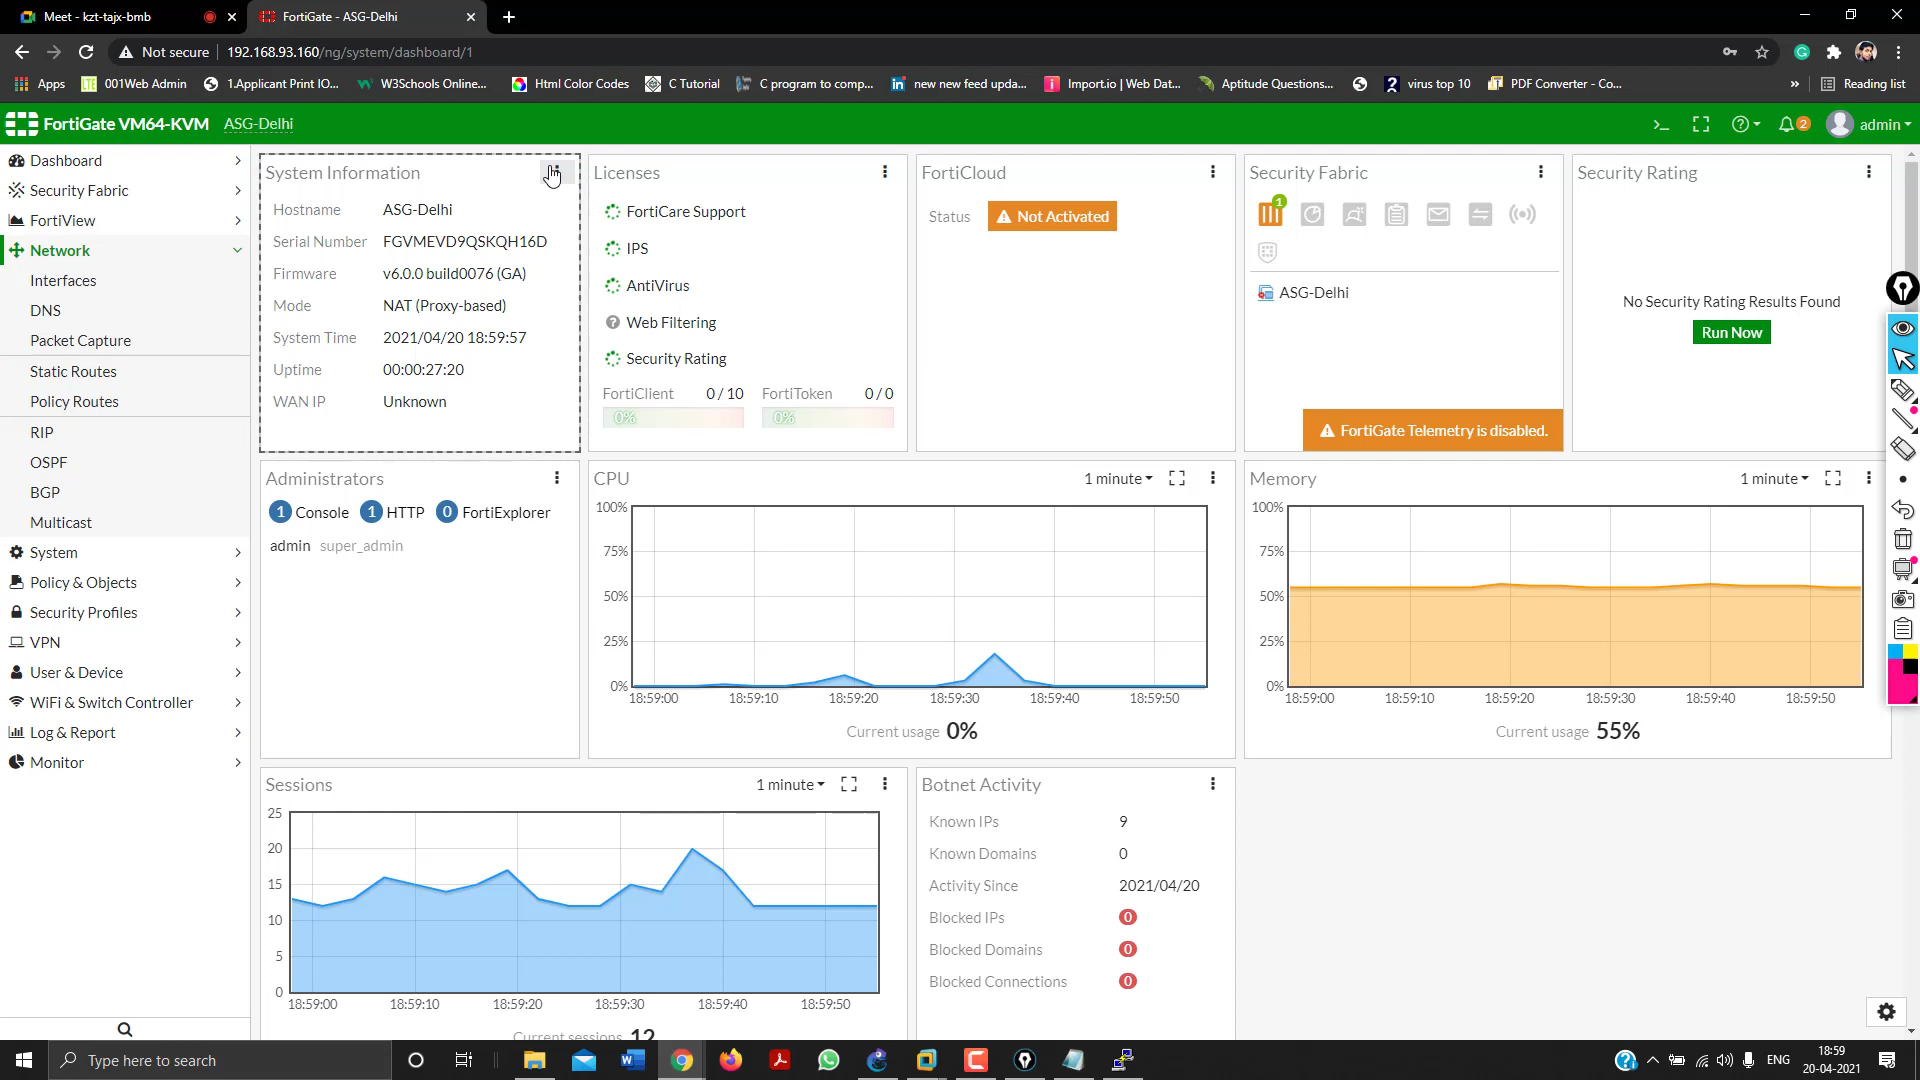 Meet - kzt-tajx-bmb
FortiGate - ASG-Delhi
Not secure
192.168.93.160/ng/system/dashboard/1
Apps
001Web Admin
1.Applicant Print IO...
W3Schools Online...
Html Color Codes
C Tutorial
C program to comp...
new new feed upda...
Import.io | Web Dat...
Aptitude Questions...
virus top 10
PDF Converter - Co...
»
Reading list
FortiGate VM64-KVM
ASG-Delhi
2
admin
Dashboard
Security Fabric
FortiView
Network
Interfaces
DNS
Packet Capture
Static Routes
Policy Routes
RIP
OSPF
BGP
Multicast
System
Policy & Objects
Security Profiles
VPN
User & Device
WiFi & Switch Controller
Log & Report
Monitor
System Information
Hostname ASG-Delhi
Serial Number FGVMEVD9QSKQH16D
Firmware v6.0.0 build0076 (GA)
Mode NAT (Proxy-based)
System Time 2021/04/20 18:59:57
Uptime 00:00:27:20
WAN IP Unknown
Licenses
FortiCare Support
IPS
AntiVirus
Web Filtering
Security Rating
FortiClient 0 / 10 FortiToken 0 / 0
0% 0%
FortiCloud
Status Not Activated
Security Fabric
1
ASG-Delhi
FortiGate Telemetry is disabled.
Security Rating
No Security Rating Results Found
Run Now
Administrators
1 Console 1 HTTP 0 FortiExplorer
admin super_admin
CPU 1 minute
100%
75%
50%
25%
0%
18:59:00 18:59:10 18:59:20 18:59:30 18:59:40 18:59:50
Current usage 0%
Memory 1 minute
100%
75%
50%
25%
0%
18:59:00 18:59:10 18:59:20 18:59:30 18:59:40 18:59:50
Current usage 55%
Sessions 1 minute
25
20
15
10
5
0
18:59:00 18:59:10 18:59:20 18:59:30 18:59:40 18:59:50
Current sessions 12
Botnet Activity
Known IPs 9
Known Domains 0
Activity Since 2021/04/20
Blocked IPs 0
Blocked Domains 0
Blocked Connections 0
Type here to search
ENG
18:59
20-04-2021